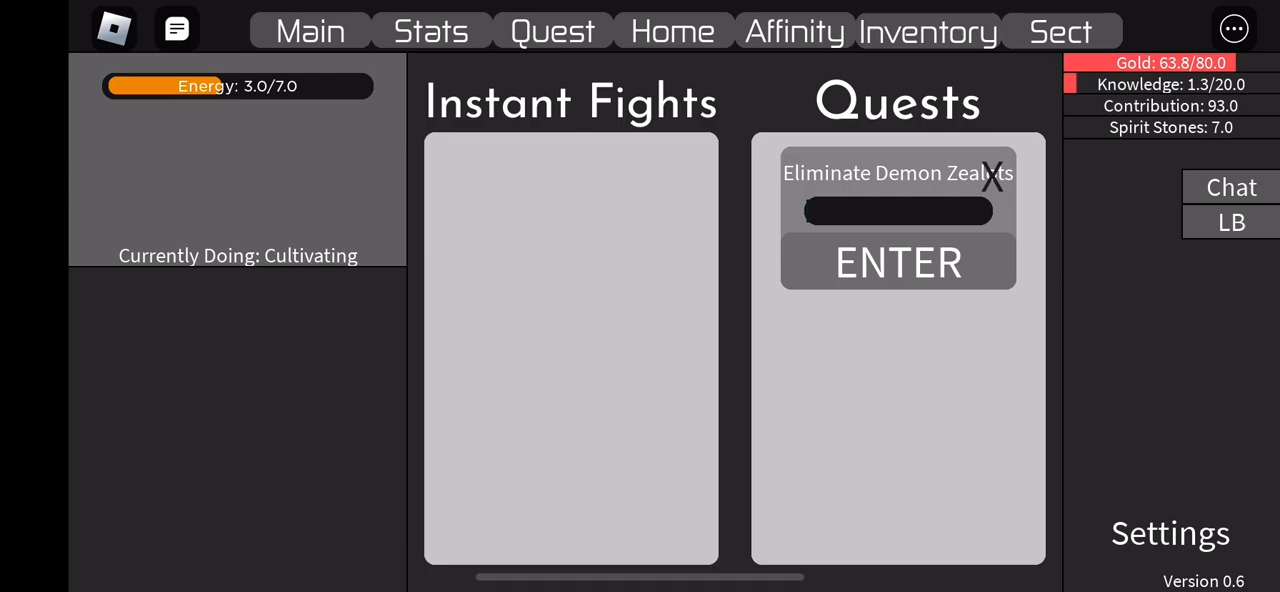 Main Stats Quest Home Affinity Inventory Sect
Energy: 3.0/7.0
Currently Doing: Cultivating
Instant Fights
Quests
Eliminate Demon Zealots
X
ENTER
Gold: 63.8/80.0
Knowledge: 1.3/20.0
Contribution: 93.0
Spirit Stones: 7.0
Chat
LB
Settings
Version 0.6